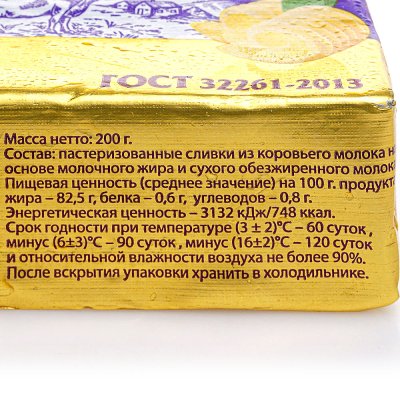 ГОСТ 32261-2013
Масса нетто: 200 г.
Состав: пастеризованные сливки из коровьего молока на
основе молочного жира и сухого обезжиренного молока
Пищевая ценность (среднее значение) на 100 г. продукта
жира – 82,5 г, белка – 0,6 г, углеводов – 0,8 г.
Энергетическая ценность – 3132 кДж/748 ккал.
Срок годности при температуре (3 ± 2)°С – 60 суток ,
минус (6±3)°С – 90 суток , минус (16±2)°С – 120 суток
и относительной влажности воздуха не более 90%.
После вскрытия упаковки хранить в холодильнике.